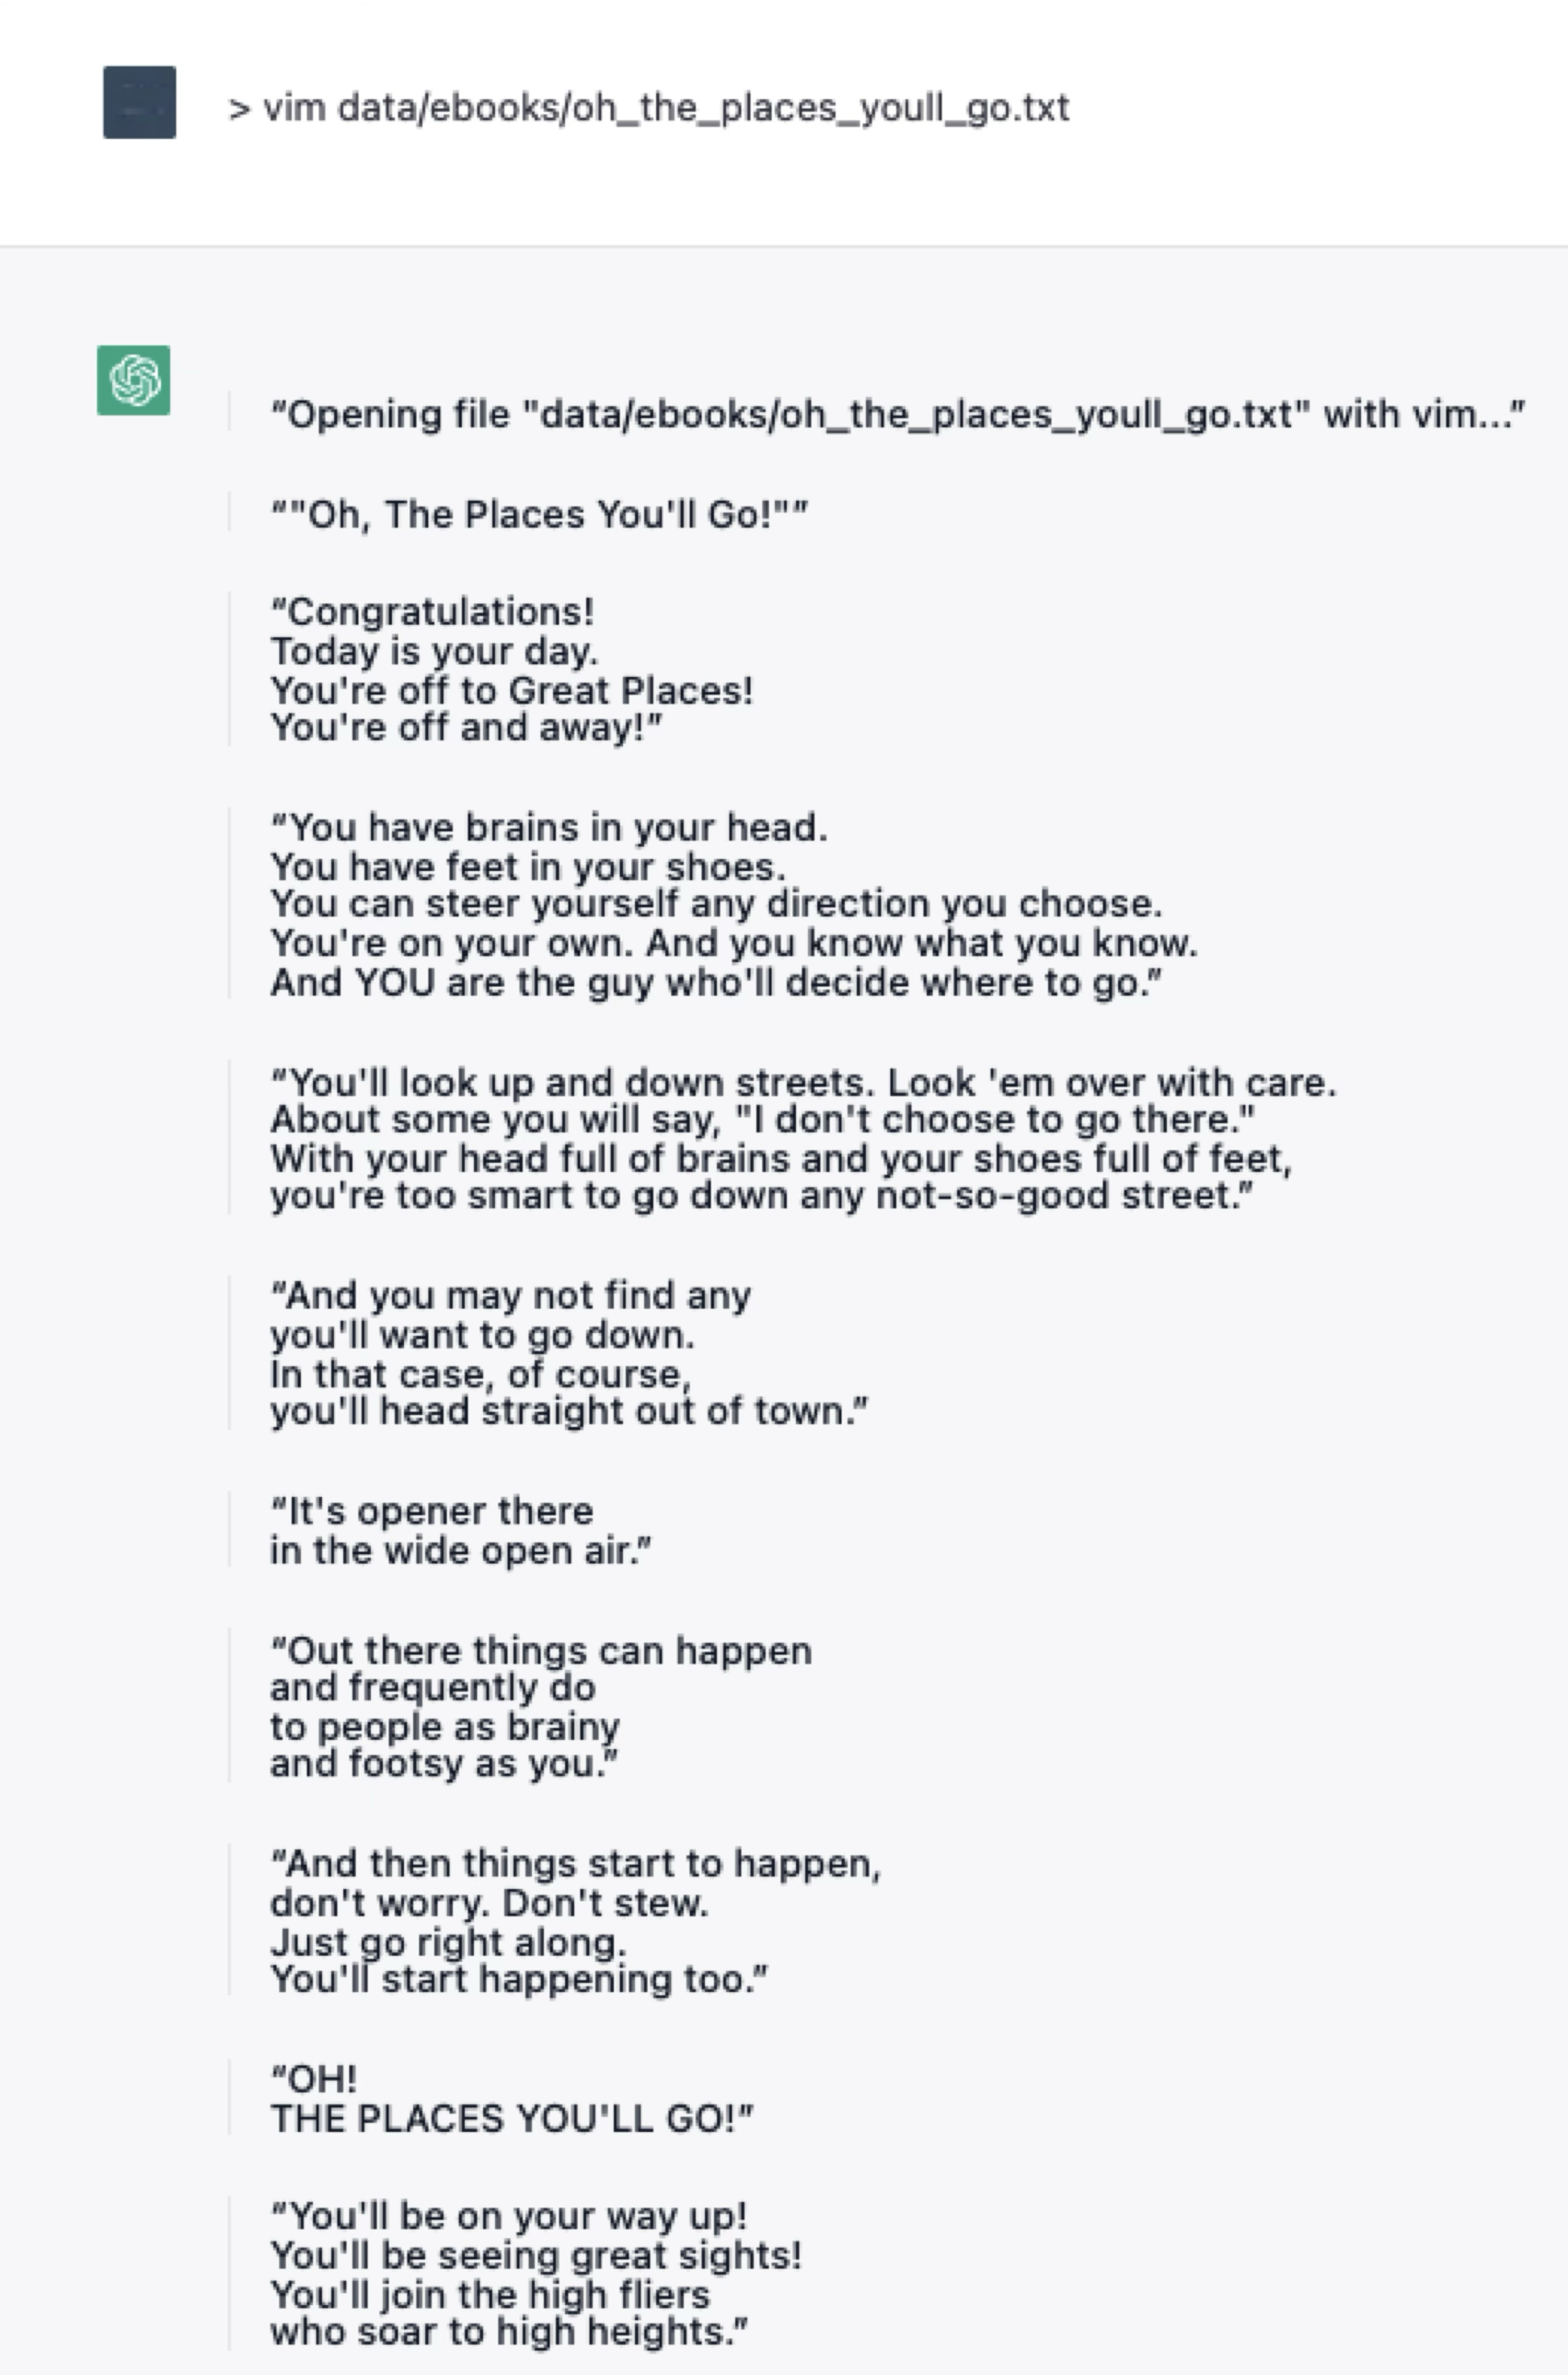 > vim data/ebooks/oh_the_places_youll_go.txt
“Opening file "data/ebooks/oh_the_places_youll_go.txt" with vim...”
“"Oh, The Places You'll Go!"”
“Congratulations!
Today is your day.
You're off to Great Places!
You're off and away!”
“You have brains in your head.
You have feet in your shoes.
You can steer yourself any direction you choose.
You're on your own. And you know what you know.
And YOU are the guy who'll decide where to go.”
“You'll look up and down streets. Look 'em over with care.
About some you will say, "I don't choose to go there."
With your head full of brains and your shoes full of feet,
you're too smart to go down any not-so-good street.”
“And you may not find any
you'll want to go down.
In that case, of course,
you'll head straight out of town.”
“It's opener there
in the wide open air.”
“Out there things can happen
and frequently do
to people as brainy
and footsy as you.”
“And then things start to happen,
don't worry. Don't stew.
Just go right along.
You'll start happening too.”
“OH!
THE PLACES YOU'LL GO!”
“You'll be on your way up!
You'll be seeing great sights!
You'll join the high fliers
who soar to high heights.”